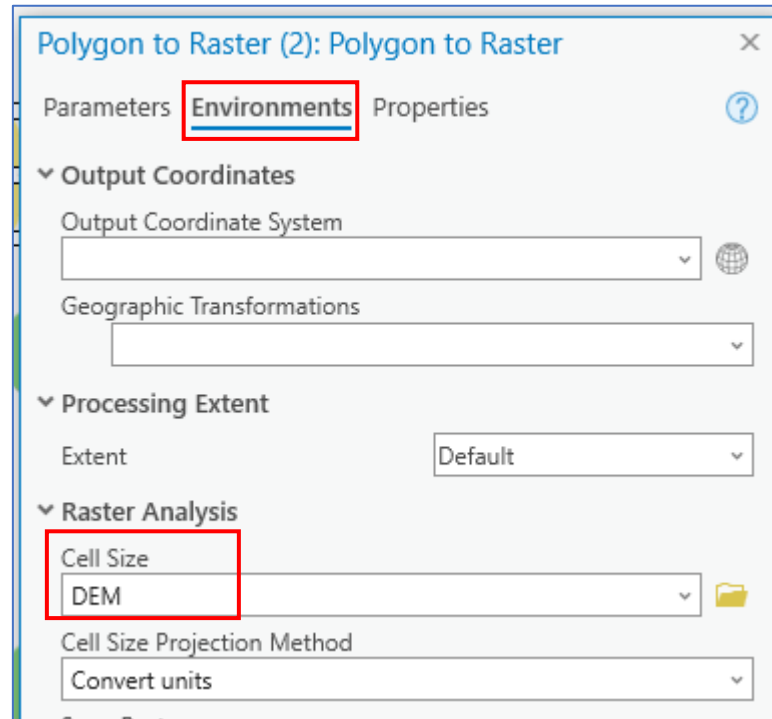 Polygon to Raster (2): Polygon to Raster
Parameters Environments Properties
Output Coordinates
Output Coordinate System
Geographic Transformations
Processing Extent
Extent Default
Raster Analysis
Cell Size
DEM
Cell Size Projection Method
Convert units